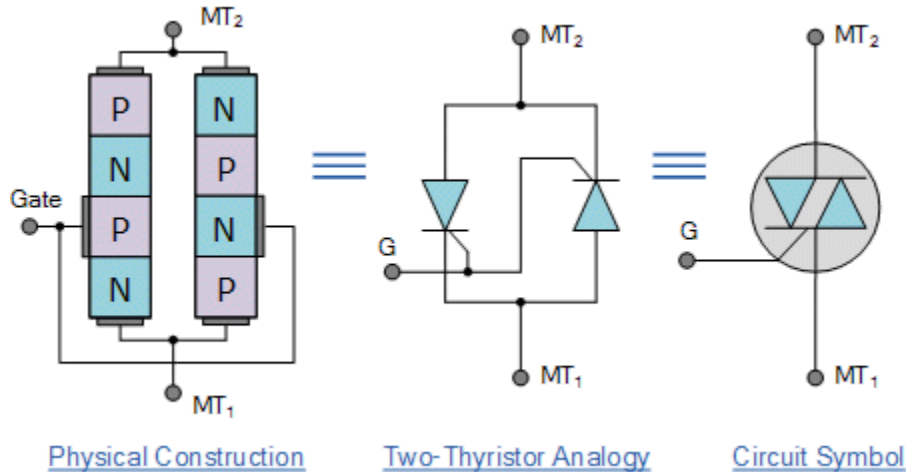 MT2
P
N
N
P
Gate
P
N
N
P
MT1
Physical Construction
MT2
G
MT1
Two-Thyristor Analogy
MT2
G
MT1
Circuit Symbol